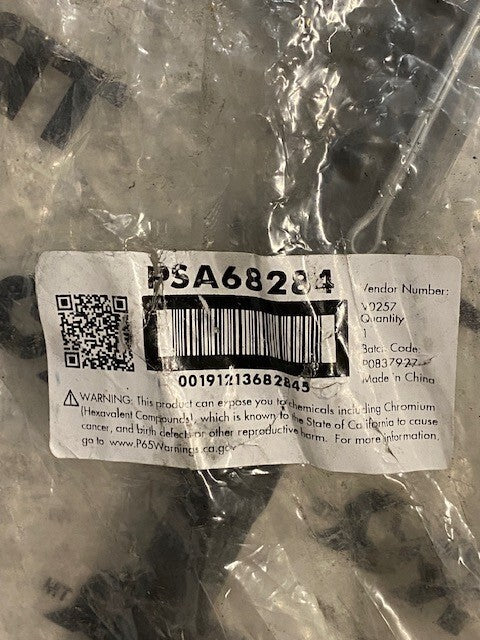 PSA68284
Vendor Number:
V0257
Quantity
1
Batch Code:
P0837927
Made in China
00191213682845
WARNING: This product can expose you to chemicals including Chromium
(Hexavalent Compounds), which is known to the State of California to cause
cancer, and birth defects or other reproductive harm. For more information,
go to www.P65Warnings.ca.gov